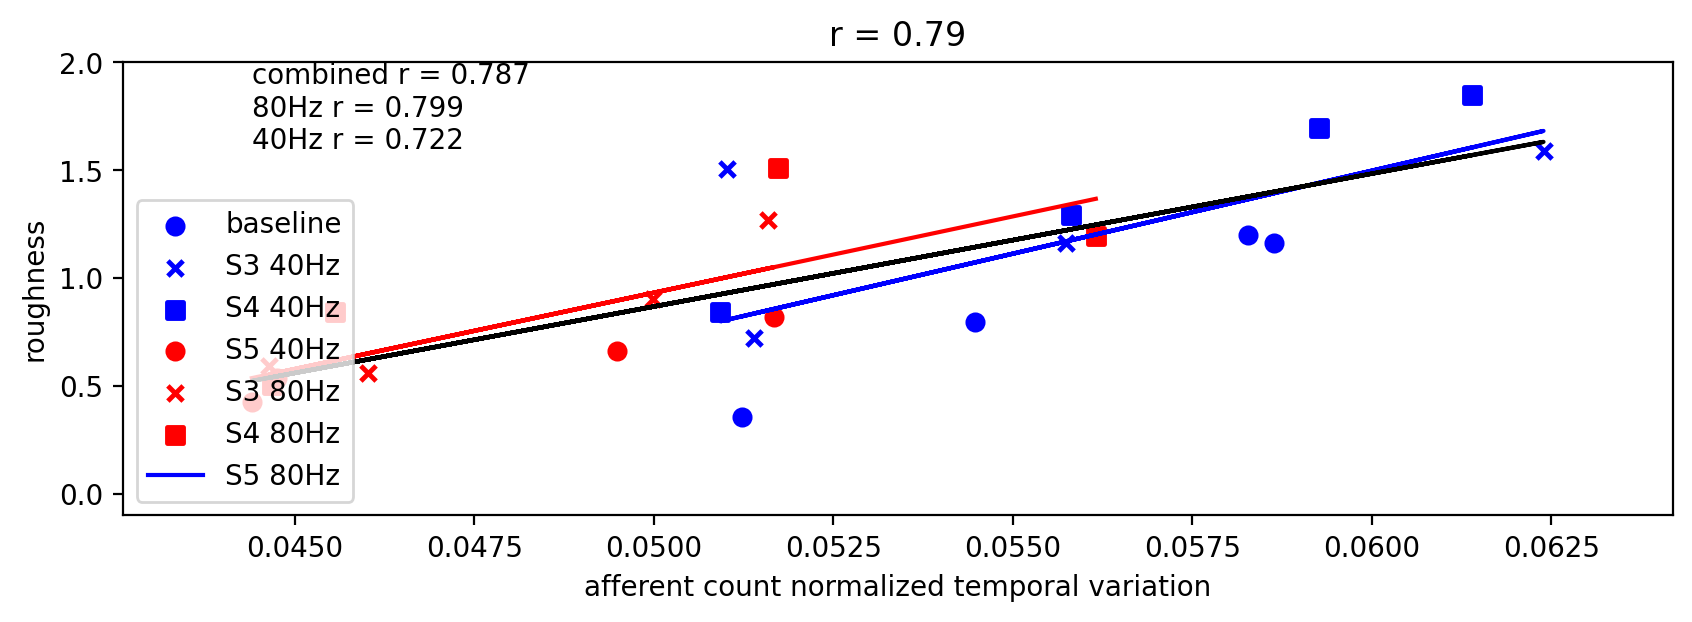 r = 0.79
combined r = 0.787
80Hz r = 0.799
40Hz r = 0.722
2.0
1.5
1.0
0.5
0.0
roughness
baseline
S3 40Hz
S4 40Hz
S5 40Hz
S3 80Hz
S4 80Hz
S5 80Hz
0.0450 0.0475 0.0500 0.0525 0.0550 0.0575 0.0600 0.0625
afferent count normalized temporal variation